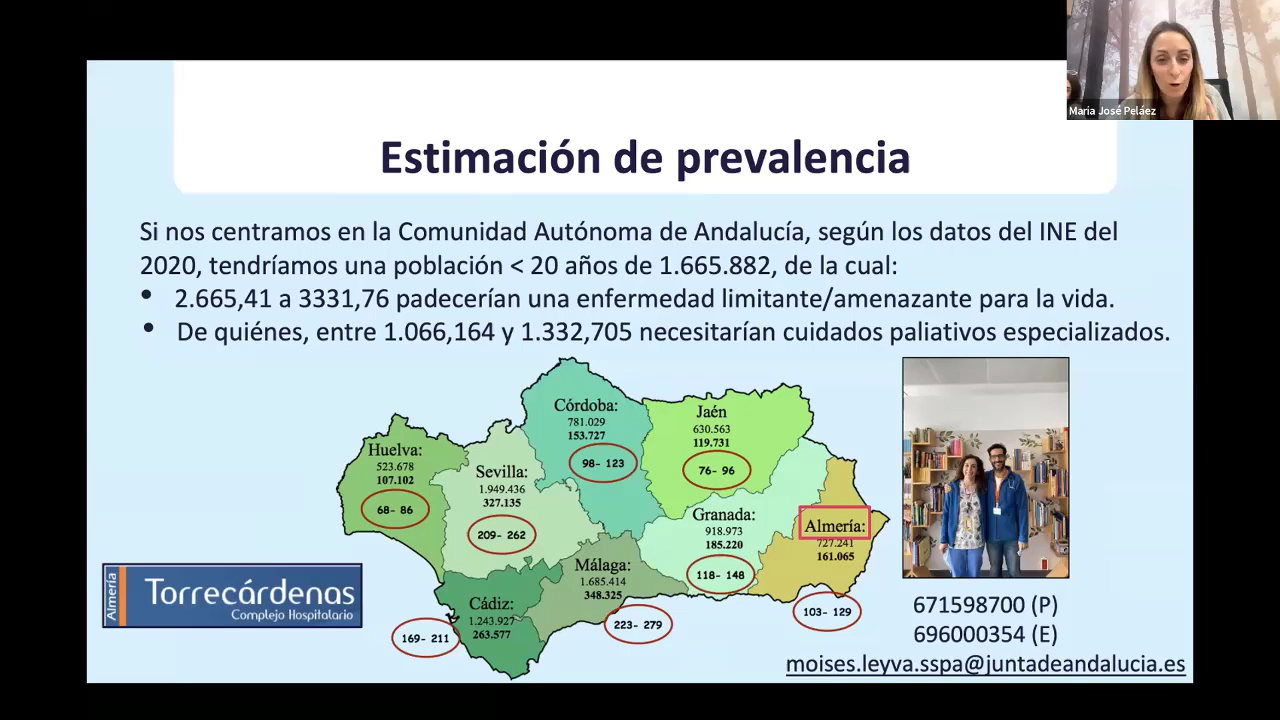 Maria José Peláez
Estimación de prevalencia
Si nos centramos en la Comunidad Autónoma de Andalucía, según los datos del INE del
2020, tendríamos una población < 20 años de 1.665.882, de la cual:
• 2.665,41 a 3331,76 padecerían una enfermedad limitante/amenazante para la vida.
• De quiénes, entre 1.066,164 y 1.332,705 necesitarían cuidados paliativos especializados.
Córdoba:
781.029
153.727
98- 123
Jaén
630.563
119.731
76- 96
Huelva:
523.678
107.102
68- 86
Sevilla:
1.949.436
327.135
209- 262
Granada:
918.973
185.220
118- 148
Almería:
727.241
161.065
103- 129
Málaga:
1.685.414
348.325
223- 279
Cádiz:
1.243.927
263.577
169- 211
Almería
Torrecárdenas
Complejo Hospitalario
671598700 (P)
696000354 (E)
moises.leyva.sspa@juntadeandalucia.es